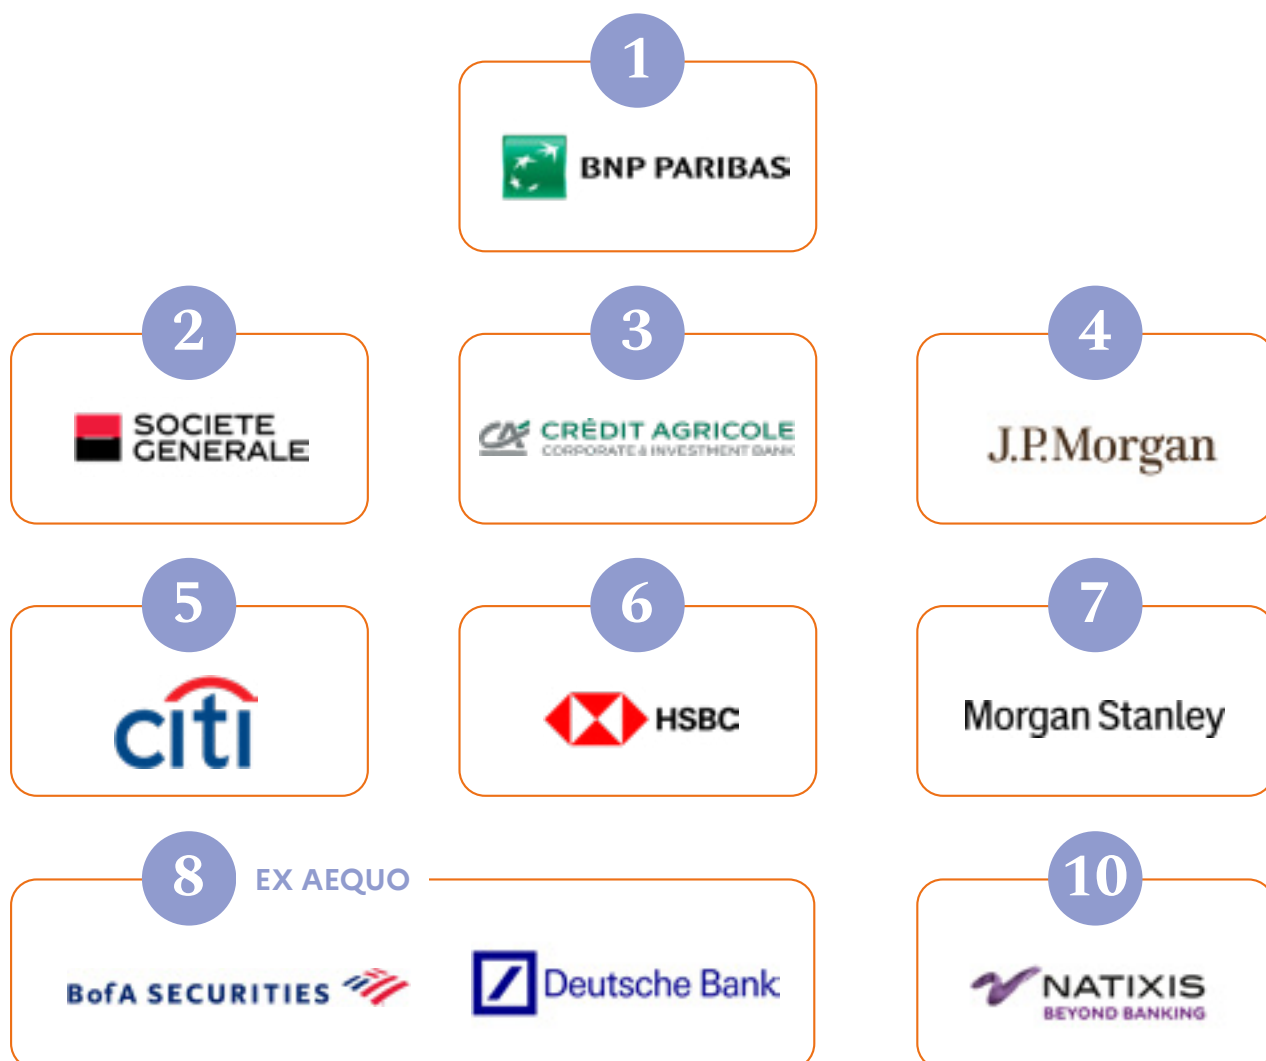 1
BNP PARIBAS
2
SOCIETE
GENERALE
3
CRÉDIT AGRICOLE
CORPORATE & INVESTMENT BANK
4
J.P.Morgan
5
citi
6
HSBC
7
Morgan Stanley
8 EX AEQUO
BofA SECURITIES
Deutsche Bank
10
NATIXIS
BEYOND BANKING